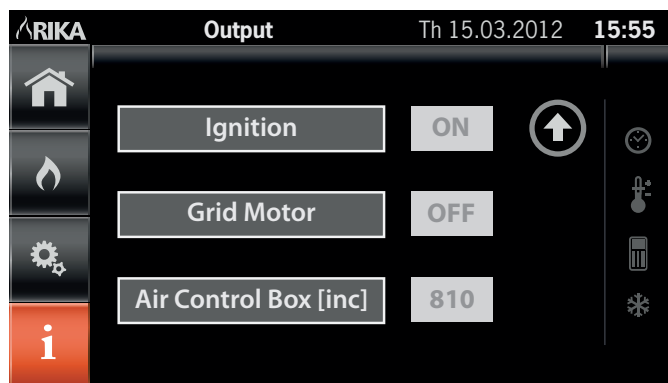 RIKA Output Th 15.03.2012 15:55
Ignition ON
Grid Motor OFF
Air Control Box [inc] 810
i